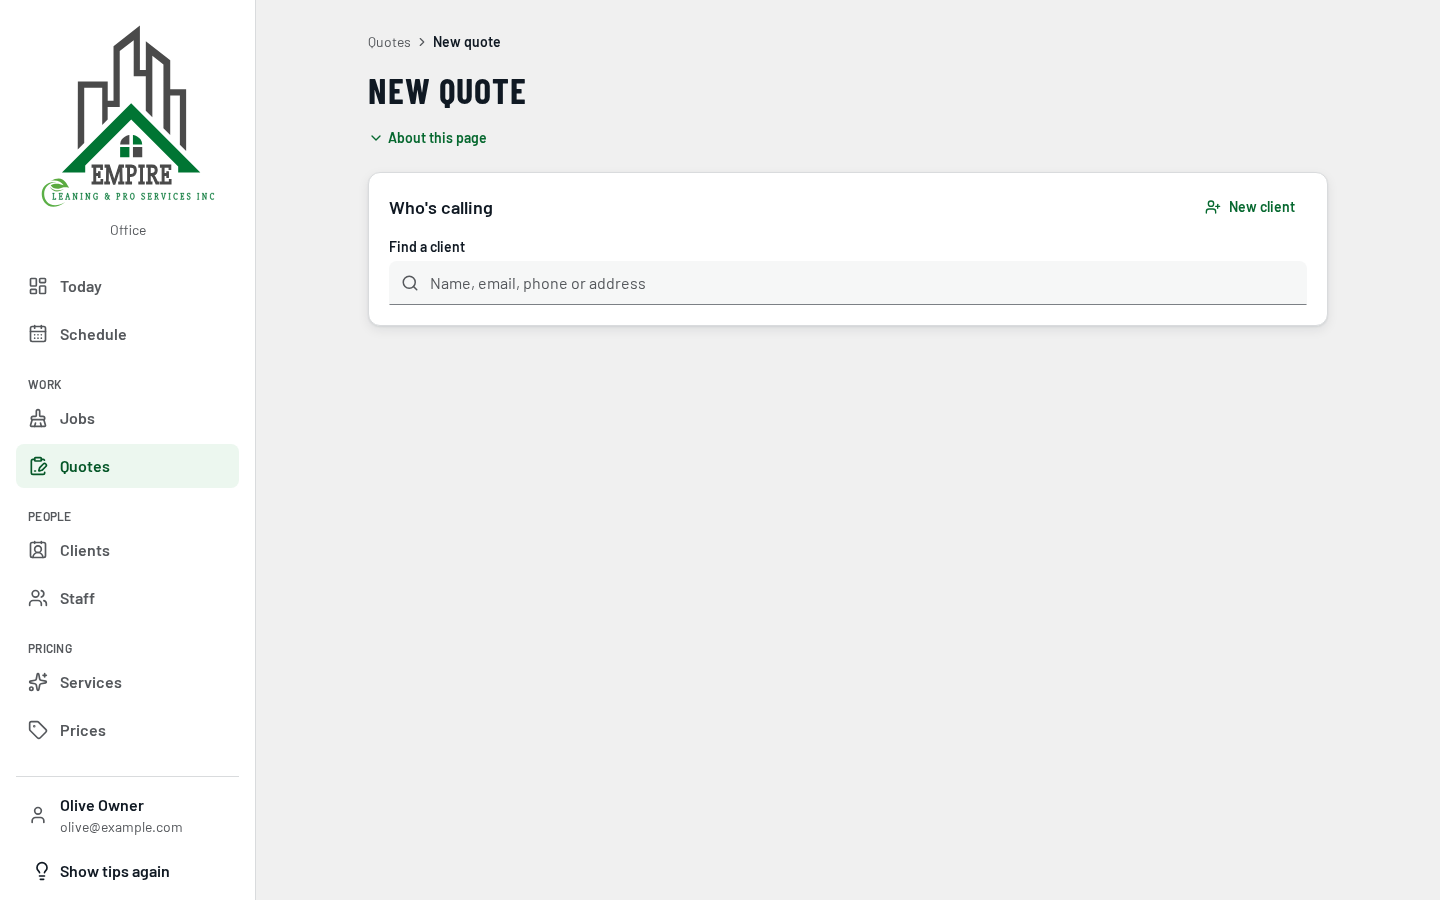 EMPIRE
LEANING & PRO SERVICES INC
Office
Today
Schedule
WORK
Jobs
Quotes
PEOPLE
Clients
Staff
PRICING
Services
Prices
Olive Owner
olive@example.com
Show tips again
Quotes > New quote
NEW QUOTE
About this page
Who's calling
New client
Find a client
Name, email, phone or address